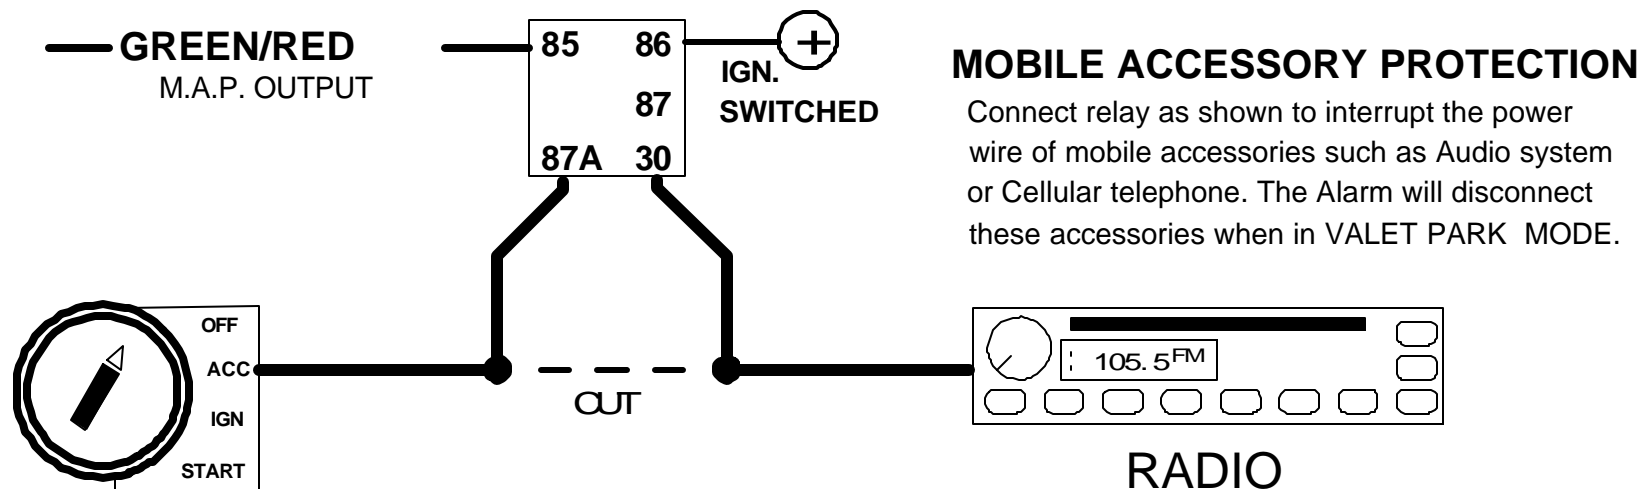 GREEN/RED
M.A.P. OUTPUT
85 86
87
87A 30
IGN.
SWITCHED
MOBILE ACCESSORY PROTECTION
Connect relay as shown to interrupt the power
wire of mobile accessories such as Audio system
or Cellular telephone. The Alarm will disconnect
these accessories when in VALET PARK MODE.
OFF
ACC
IGN
START
CUT
105.5FM
RADIO